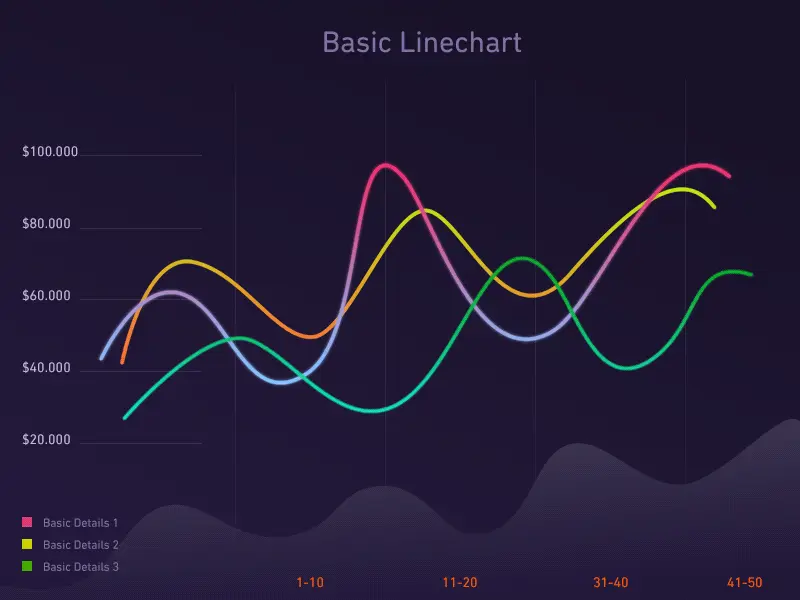 Basic Linechart
$100.000
$80.000
$60.000
$40.000
$20.000
Basic Details 1
Basic Details 2
Basic Details 3
1-10
11-20
31-40
41-50